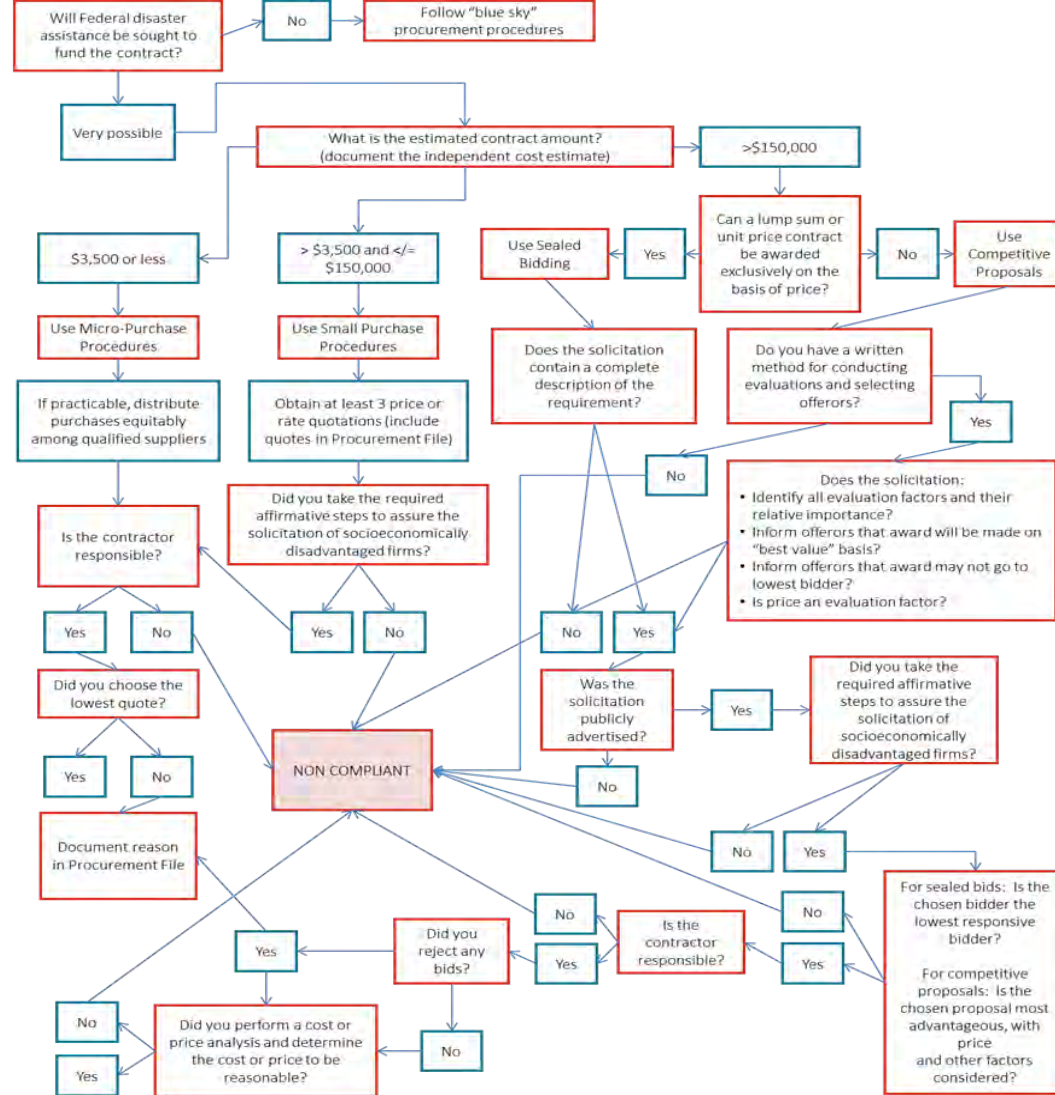 Will Federal disaster
assistance be sought to
fund the contract?
No
Follow “blue sky”
procurement procedures
Very possible
What is the estimated contract amount?
(document the independent cost estimate)
>$150,000
$3,500 or less
> $3,500 and </=
$150,000
Use Sealed
Bidding
Yes
Can a lump sum or
unit price contract
be awarded
exclusively on the
basis of price?
No
Use
Competitive
Proposals
Use Micro-Purchase
Procedures
Use Small Purchase
Procedures
Does the solicitation
contain a complete
description of the
requirement?
Do you have a written
method for conducting
evaluations and selecting
offerors?
If practicable, distribute
purchases equitably
among qualified suppliers
Obtain at least 3 price or
rate quotations (include
quotes in Procurement File)
Yes
No
Does the solicitation:
• Identify all evaluation factors and their
relative importance?
• Inform offerors that award will be made on
“best value” basis?
• Inform offerors that award may not go to
lowest bidder?
• Is price an evaluation factor?
Is the contractor
responsible?
Did you take the required
affirmative steps to assure the
solicitation of socioeconomically
disadvantaged firms?
Yes
No
Yes
No
No
Yes
Did you choose the
lowest quote?
Was the
solicitation
publicly
advertised?
Yes
Did you take the
required affirmative
steps to assure the
solicitation of
socioeconomically
disadvantaged firms?
Yes
No
NON COMPLIANT
No
Document reason
in Procurement File
No
Yes
For sealed bids: Is the
chosen bidder the
lowest responsive
bidder?
For competitive
proposals: Is the
chosen proposal most
advantageous, with
price
and other factors
considered?
No
Yes
Is the
contractor
responsible?
No
Yes
Did you
reject any
bids?
Yes
No
Did you perform a cost or
price analysis and determine
the cost or price to be
reasonable?
No
Yes